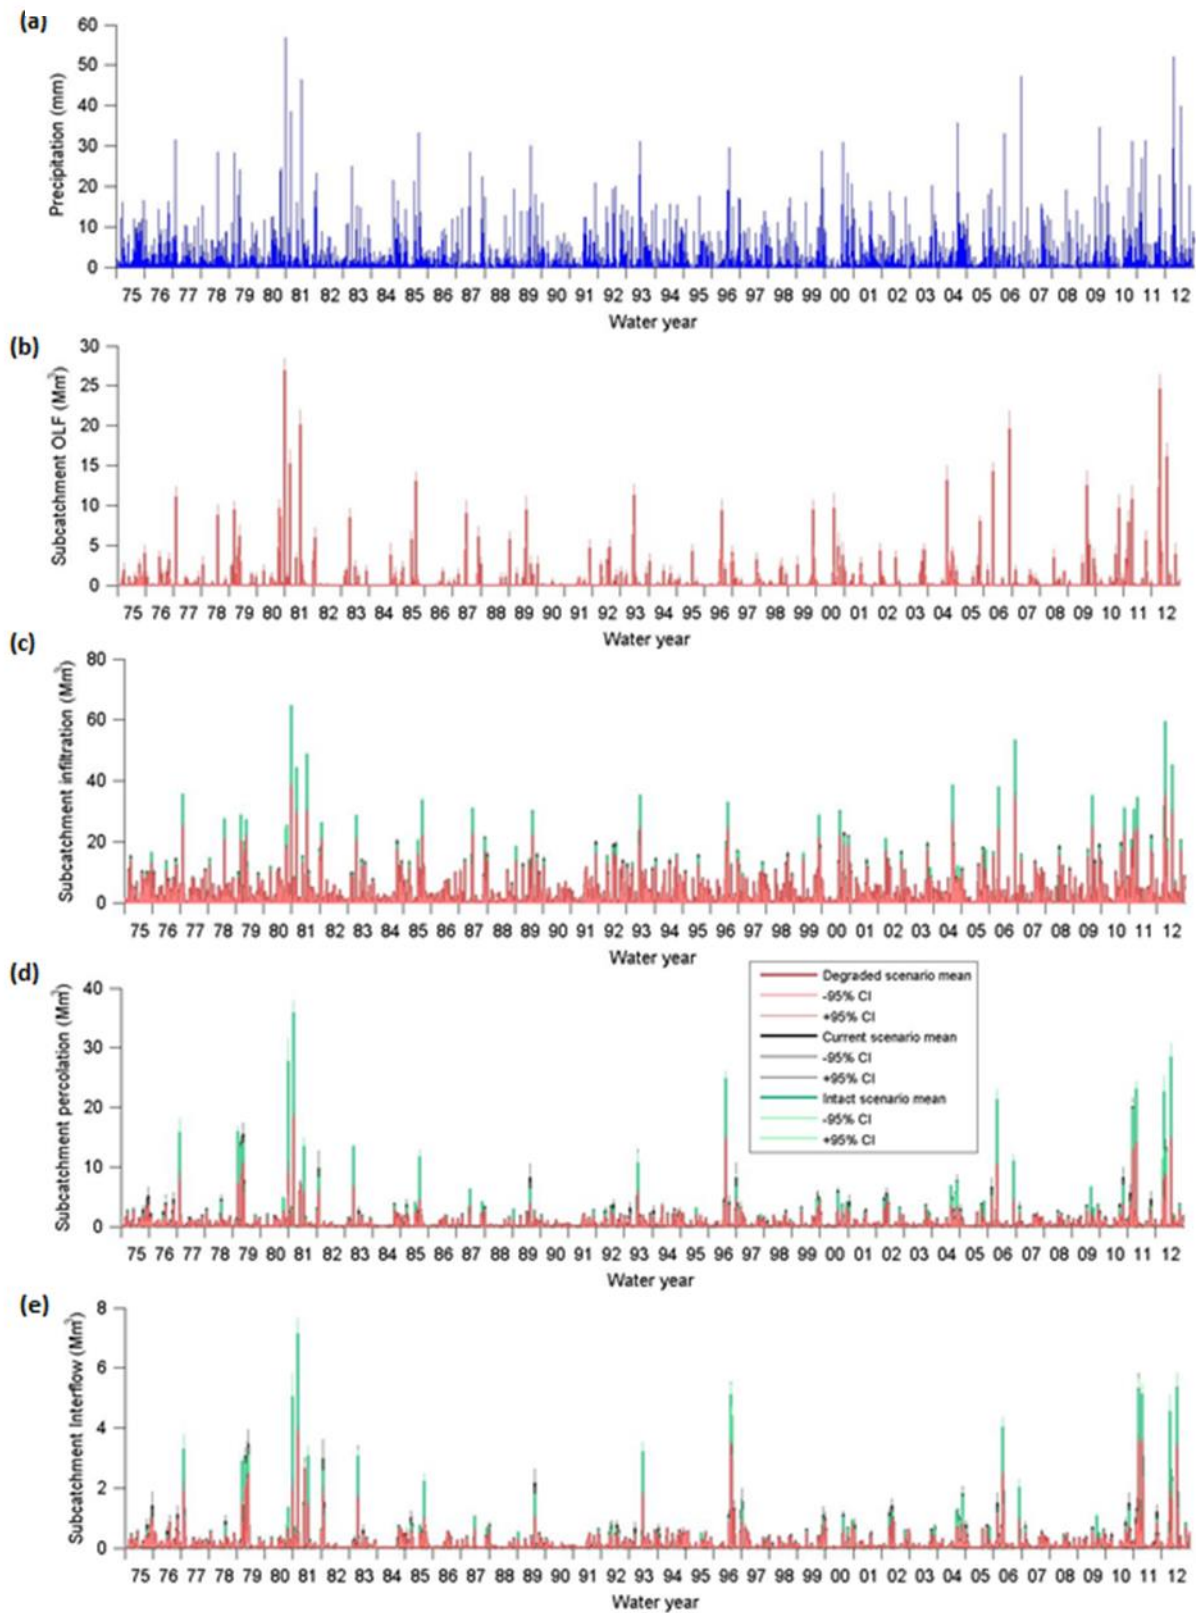 (a)
Precipitation (mm)
60
50
40
30
20
10
0
75 76 77 78 79 80 81 82 83 84 85 86 87 88 89 90 91 92 93 94 95 96 97 98 99 00 01 02 03 04 05 06 07 08 09 10 11 12
Water year
(b)
Subcatchment OLF (Mm³)
30
25
20
15
10
5
0
75 76 77 78 79 80 81 82 83 84 85 86 87 88 89 90 91 92 93 94 95 96 97 98 99 00 01 02 03 04 05 06 07 08 09 10 11 12
Water year
(c)
Subcatchment infiltration (Mm³)
80
60
40
20
0
75 76 77 78 79 80 81 82 83 84 85 86 87 88 89 90 91 92 93 94 95 96 97 98 99 00 01 02 03 04 05 06 07 08 09 10 11 12
Water year
(d)
Subcatchment percolation (Mm³)
40
30
20
10
0
Degraded scenario mean
-95% CI
+95% CI
Current scenario mean
-95% CI
+95% CI
Intact scenario mean
-95% CI
+95% CI
75 76 77 78 79 80 81 82 83 84 85 86 87 88 89 90 91 92 93 94 95 96 97 98 99 00 01 02 03 04 05 06 07 08 09 10 11 12
Water year
(e)
Subcatchment Interflow (Mm³)
8
6
4
2
0
75 76 77 78 79 80 81 82 83 84 85 86 87 88 89 90 91 92 93 94 95 96 97 98 99 00 01 02 03 04 05 06 07 08 09 10 11 12
Water year